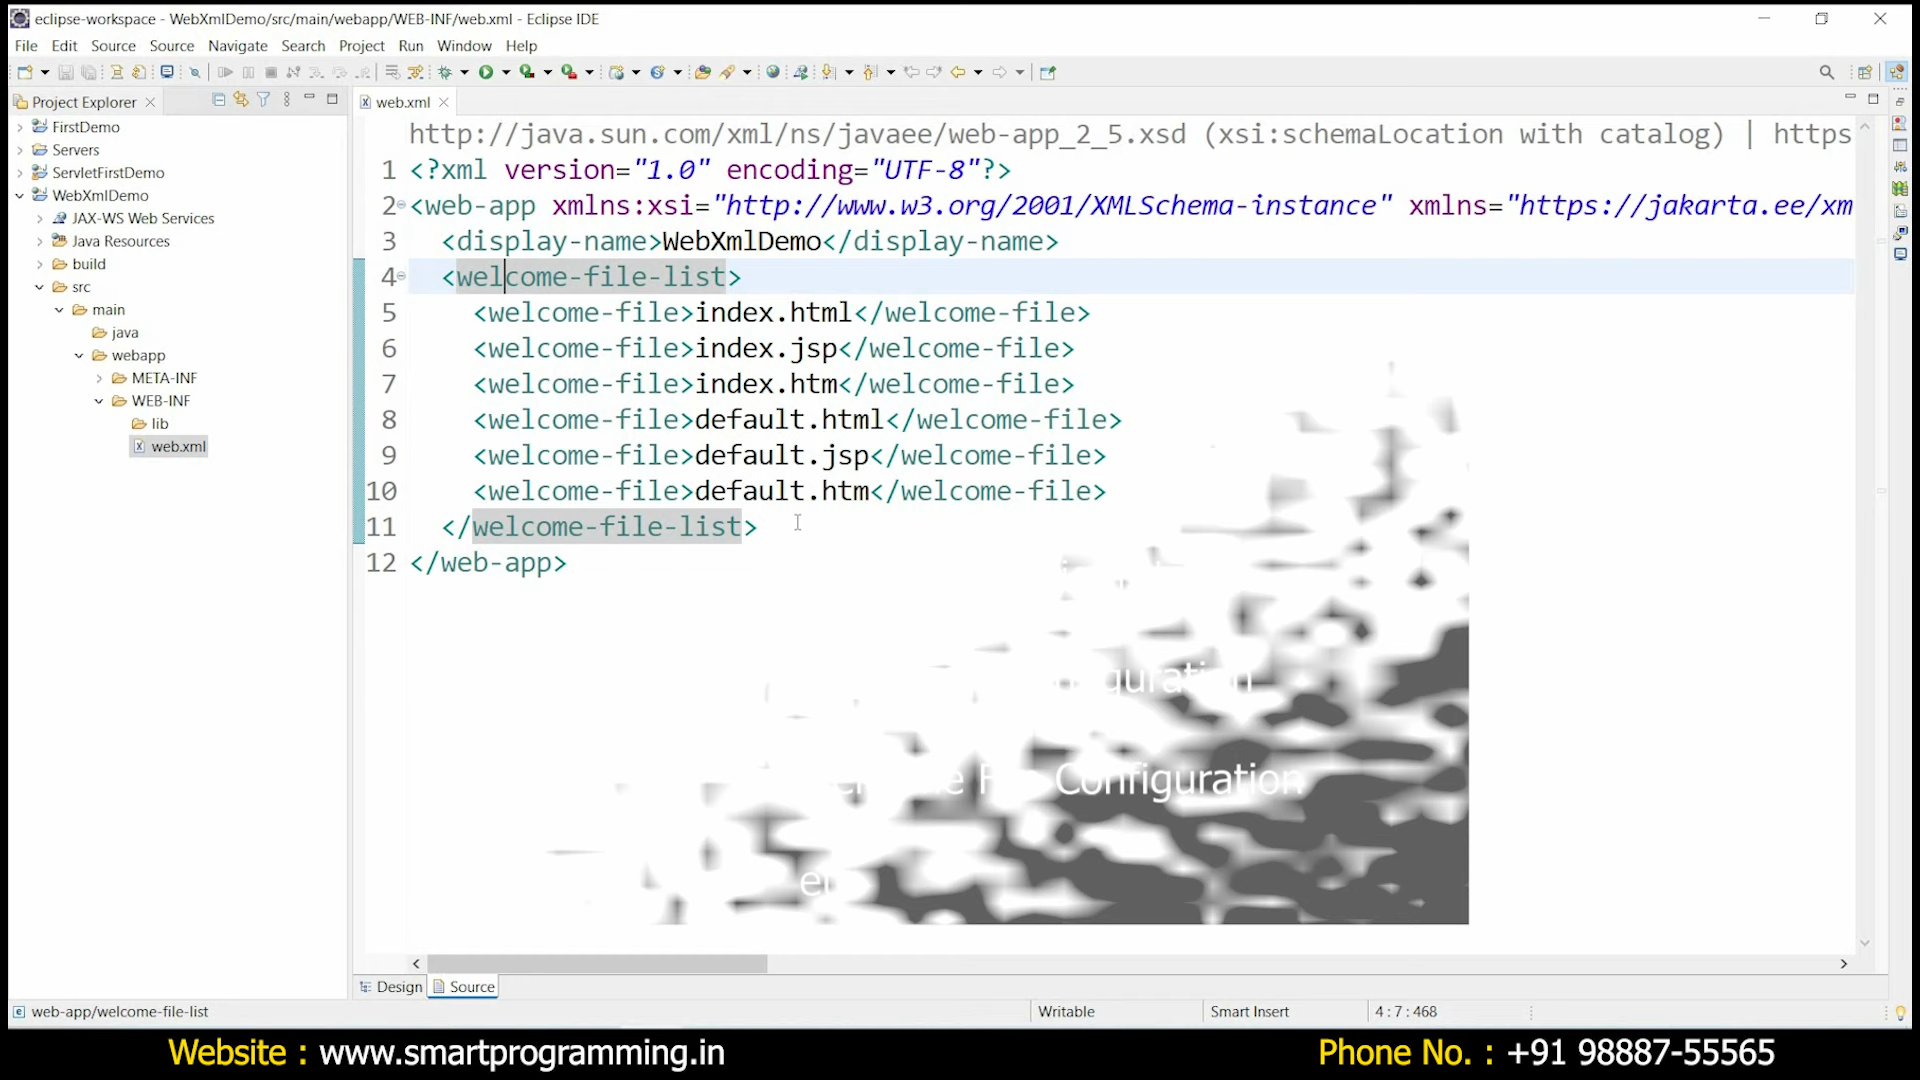 eclipse-workspace - WebXmlDemo/src/main/webapp/WEB-INF/web.xml - Eclipse IDE
File Edit Source Source Navigate Search Project Run Window Help
Project Explorer
web.xml
FirstDemo
Servers
ServletFirstDemo
WebXmlDemo
JAX-WS Web Services
Java Resources
build
src
main
java
webapp
META-INF
WEB-INF
lib
web.xml
http://java.sun.com/xml/ns/javaee/web-app_2_5.xsd (xsi:schemaLocation with catalog) | https
1 <?xml version="1.0" encoding="UTF-8"?>
2 <web-app xmlns:xsi="http://www.w3.org/2001/XMLSchema-instance" xmlns="https://jakarta.ee/xm
3 <display-name>WebXmlDemo</display-name>
4 <welcome-file-list>
5 <welcome-file>index.html</welcome-file>
6 <welcome-file>index.jsp</welcome-file>
7 <welcome-file>index.htm</welcome-file>
8 <welcome-file>default.html</welcome-file>
9 <welcome-file>default.jsp</welcome-file>
10 <welcome-file>default.htm</welcome-file>
11 </welcome-file-list>
12 </web-app>
Configuration
Design Source
web-app/welcome-file-list
Writable
Smart Insert
4 : 7 : 468
Website : www.smartprogramming.in
Phone No. : +91 98887-55565